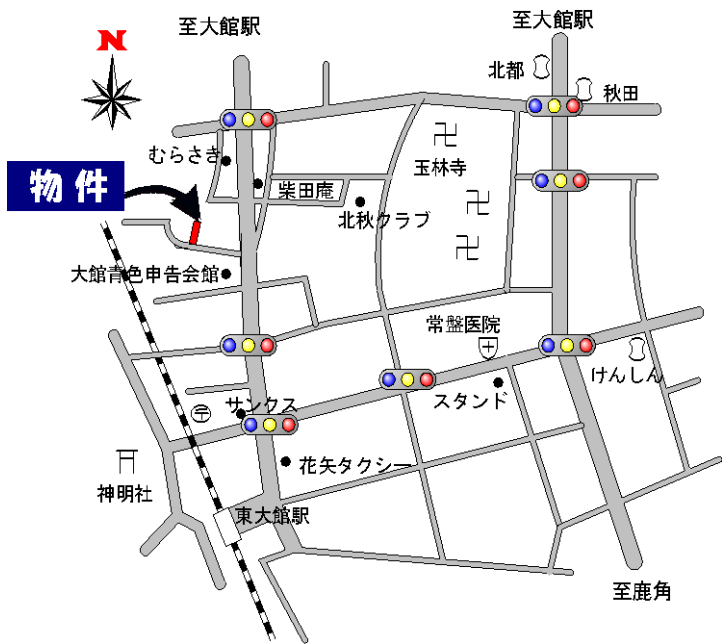 至大館駅
至大館駅
N
北都
秋田
むらさき
玉林寺
物件
柴田庵
北秋クラブ
大館青色申告会館
常盤医院
けんしん
スタンド
サンクス
花矢タクシー
神明社
東大館駅
至鹿角